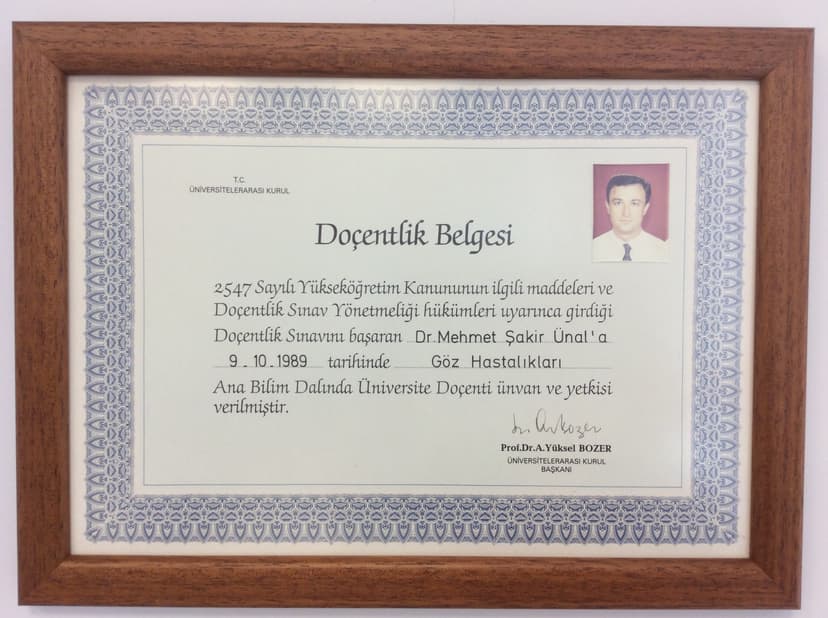 T.C.
ÜNİVERSİTELERARASI KURUL
Doçentlik Belgesi
2547 Sayılı Yükseköğretim Kanununun ilgili maddeleri ve
Doçentlik Sınav Yönetmeliği hükümleri uyarınca girdiği
Doçentlik Sınavını başaran Dr.Mehmet Şakir Ünal'a
9.10.1989 tarihinde Göz Hastalıkları
Ana Bilim Dalında Üniversite Doçenti ünvan ve yetkisi
verilmiştir.
Prof.Dr.A.Yüksel BOZER
ÜNİVERSİTELERARASI KURUL
BAŞKANI